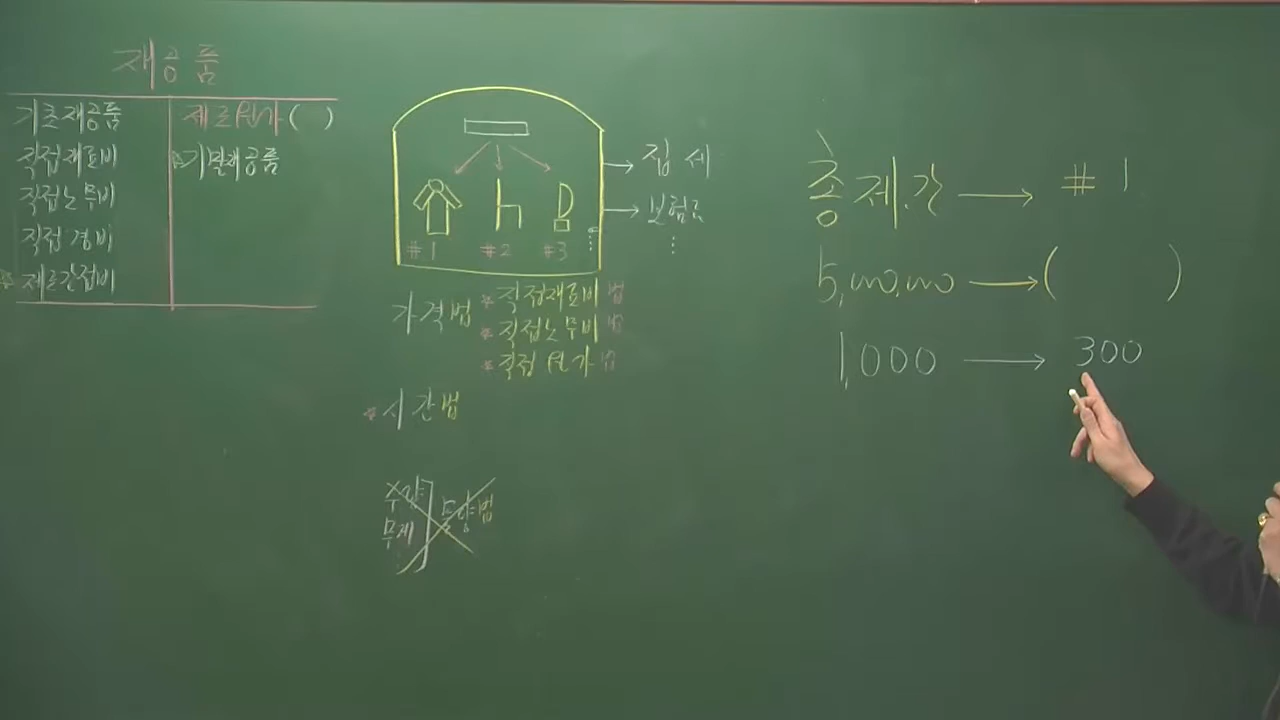 재공품
기초재공품
직접재료비
직접노무비
직접경비
제조간접비
제조원가( )
기말재공품
#1 #2 #3
집세
보험료
⋮
가격법
* 직접재료비법
* 직접노무비법
* 직접원가법
* 시간법
수량
무게
물량법
총제.간 → #1
5,000,000 → ( )
1,000 → 300